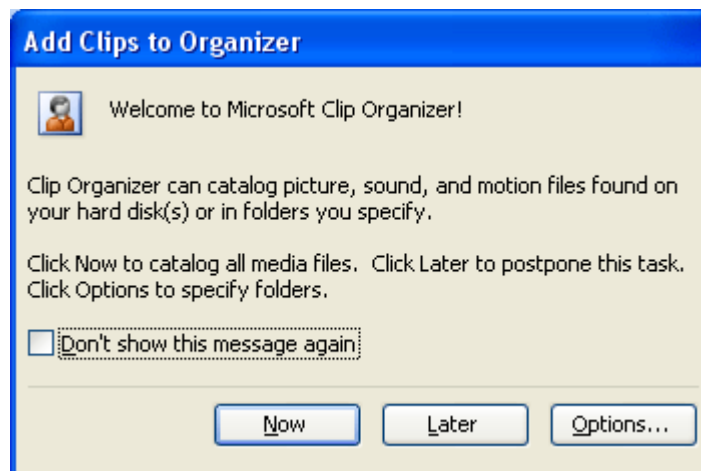 Add Clips to Organizer
Welcome to Microsoft Clip Organizer!
Clip Organizer can catalog picture, sound, and motion files found on
your hard disk(s) or in folders you specify.
Click Now to catalog all media files.  Click Later to postpone this task.
Click Options to specify folders.
Don't show this message again
Now Later Options...